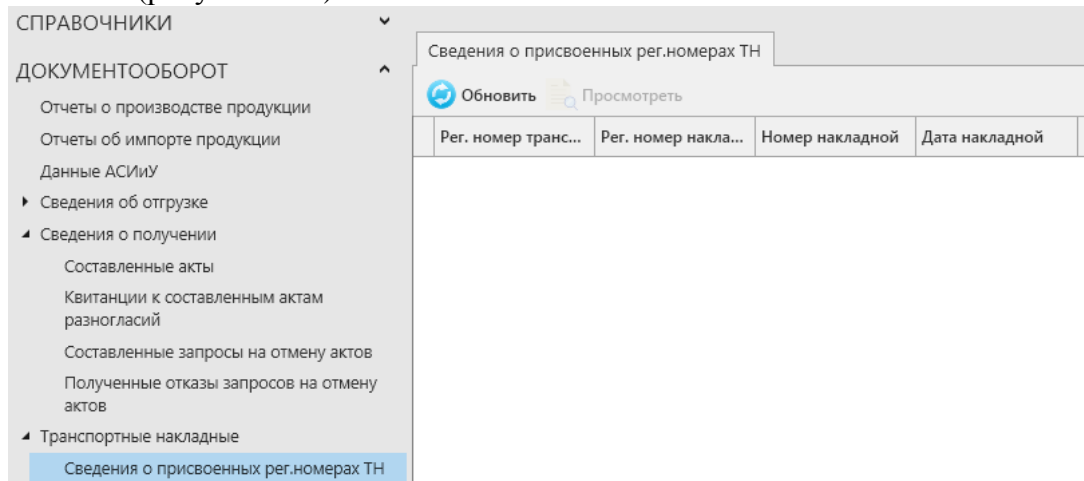 СПРАВОЧНИКИ
ДОКУМЕНТООБОРОТ
Отчеты о производстве продукции
Отчеты об импорте продукции
Данные АСИиУ
Сведения об отгрузке
Сведения о получении
Составленные акты
Квитанции к составленным актам
разногласий
Составленные запросы на отмену актов
Полученные отказы запросов на отмену
актов
Транспортные накладные
Сведения о присвоенных рег.номерах ТН
Сведения о присвоенных рег.номерах ТН
Обновить Просмотреть
Рег. номер транс... Рег. номер накла... Номер накладной Дата накладной